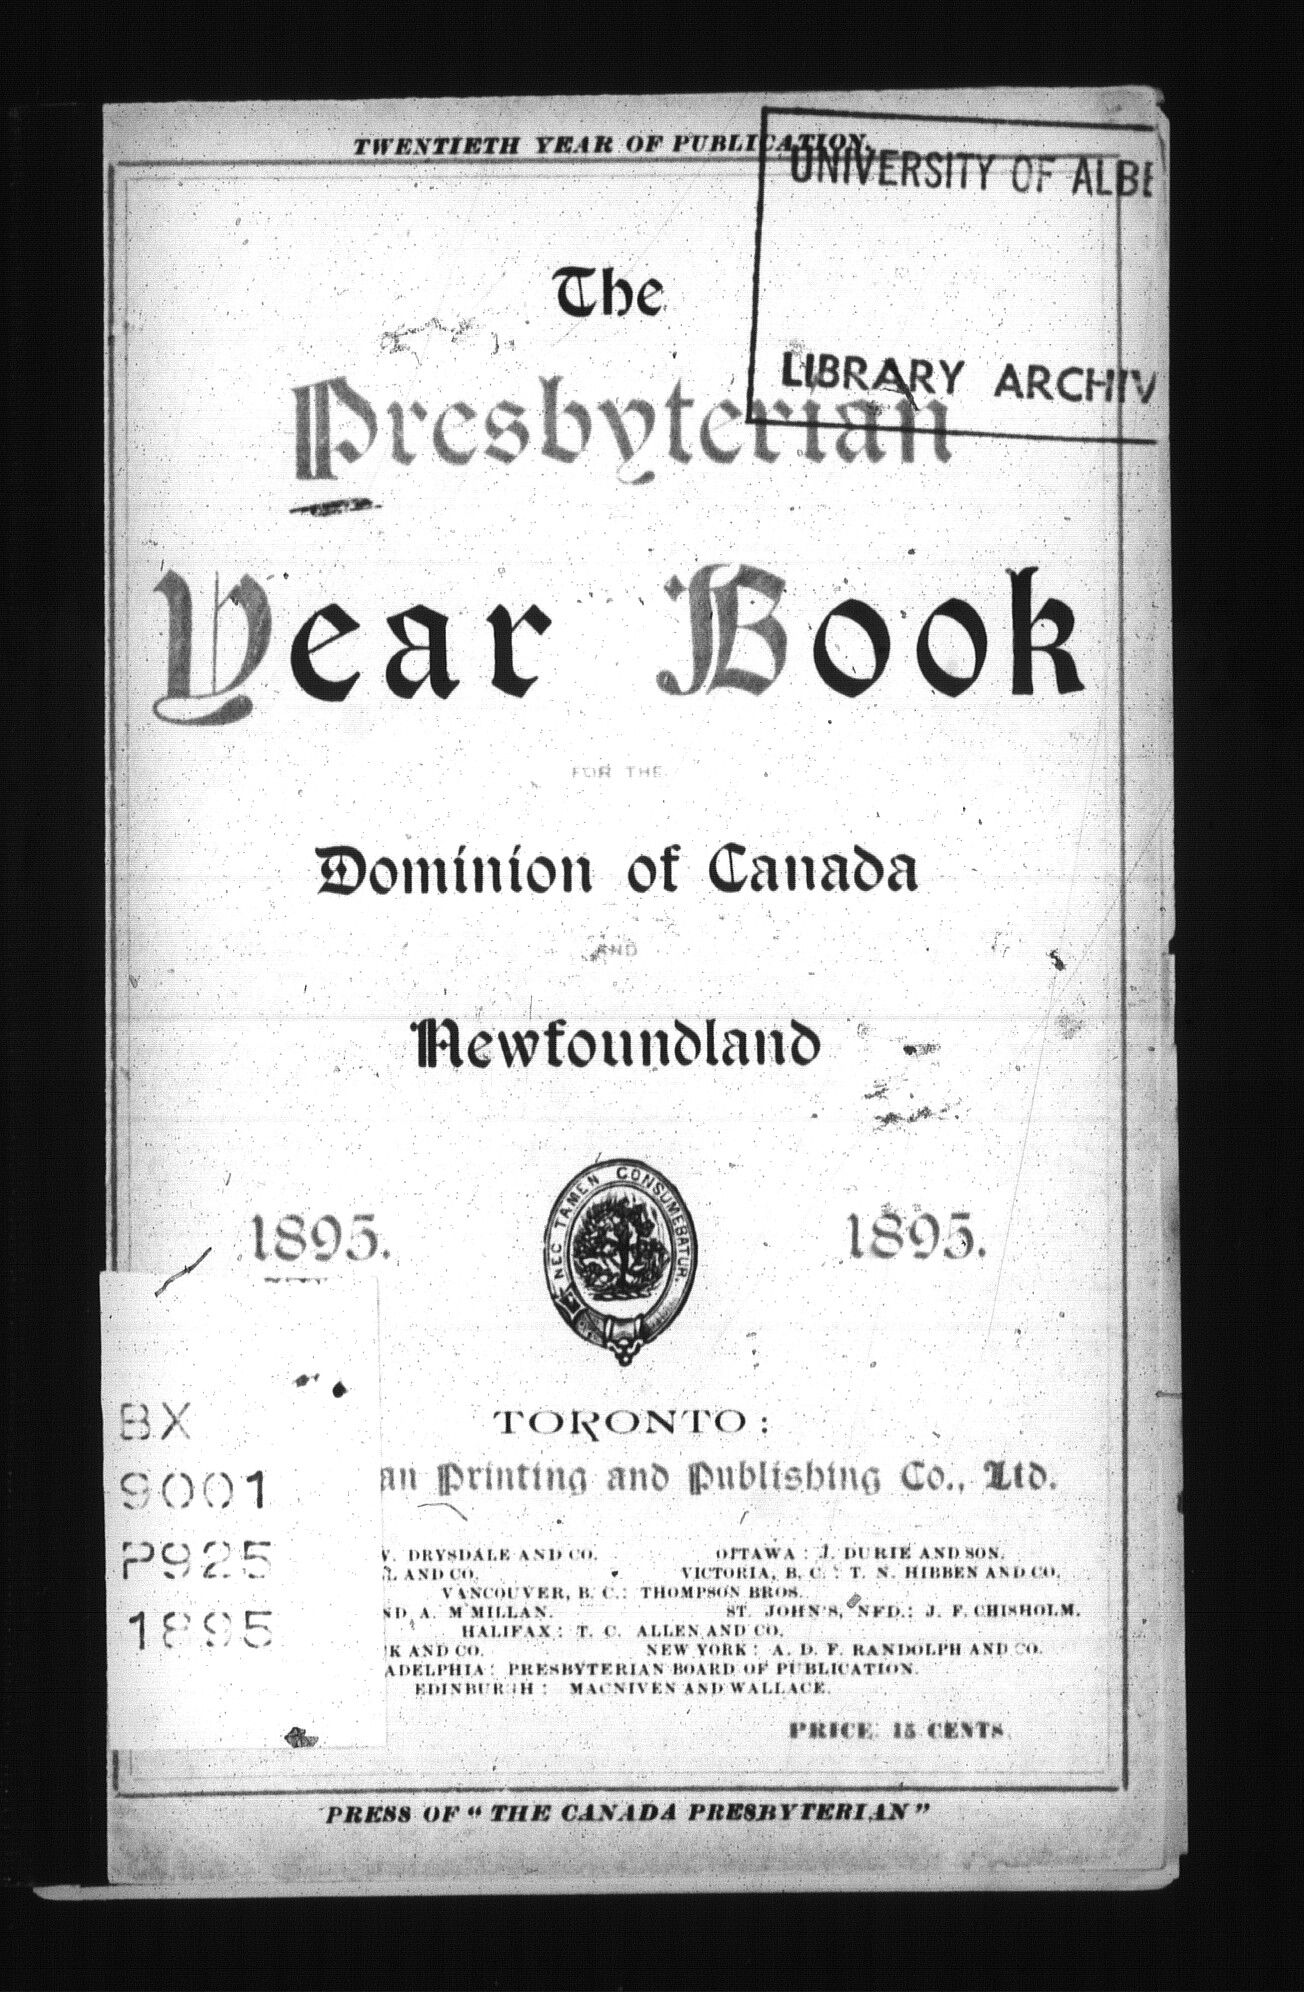 TWENTIETH YEAR OF PUBLICATION.
UNIVERSITY OF ALBE
LIBRARY ARCHIV
The
Presbyterian
Year Book
FOR THE
Dominion of Canada
AND
Newfoundland
1895.
NEC TAMEN CONSUMEBATUR.
1895.
BX
9001
P925
1895
TORONTO:
an Printing and Publishing Co., Ltd.
. DRYSDALE AND CO. OTTAWA: J. DURIE AND SON.
L AND CO. VICTORIA, B. C.: T. N. HIBBEN AND CO.
VANCOUVER, B. C.: THOMPSON BROS.
ND A. M'MILLAN. ST. JOHN'S, NFD.: J. F. CHISHOLM.
HALIFAX: T. C. ALLEN AND CO.
K AND CO. NEW YORK: A. D. F. RANDOLPH AND CO.
ADELPHIA: PRESBYTERIAN BOARD OF PUBLICATION.
EDINBURGH: MACNIVEN AND WALLACE.
PRICE 15 CENTS
PRESS OF "THE CANADA PRESBYTERIAN"